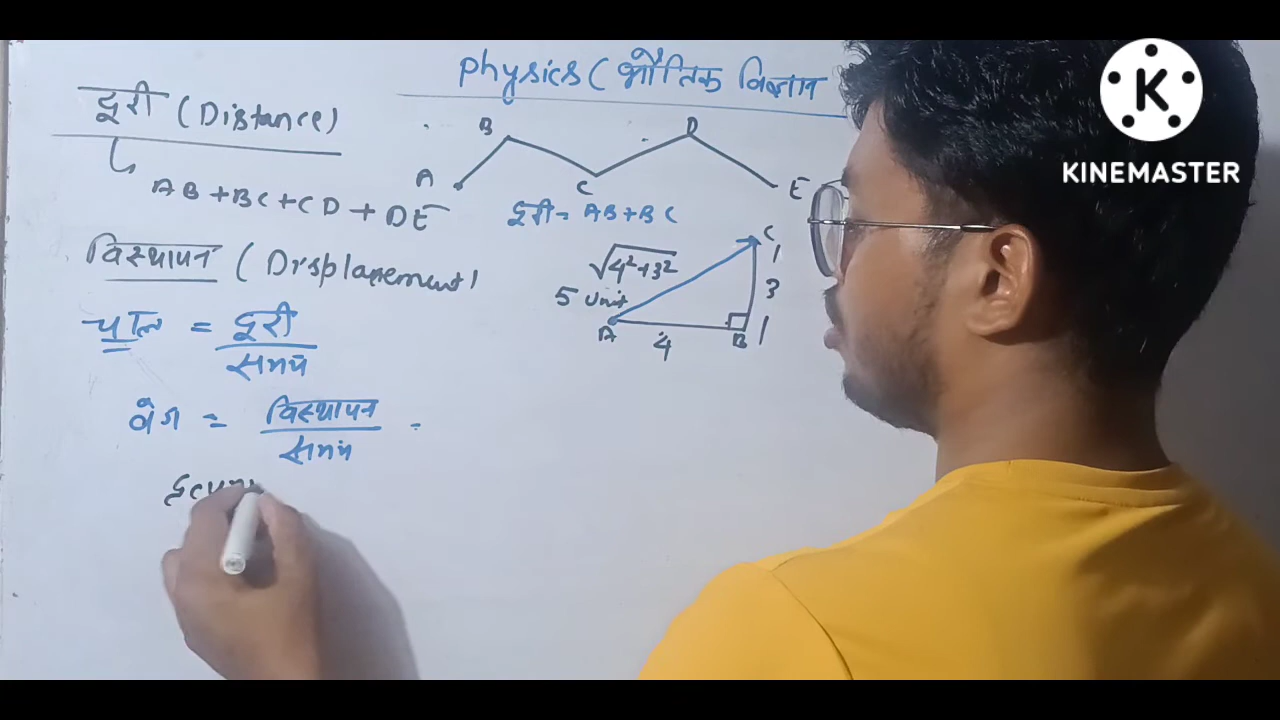 Physics (भौतिक विज्ञान
दूरी (Distance)
AB+BC+CD+DE
A B C D E
दूरी = AB+BC
विस्थापन (Displanement)
√4²+3²
5 Unit
A 4 B 3 C
चाल = दूरी
समय
वेग = विस्थापन =
समय
K
KINEMASTER